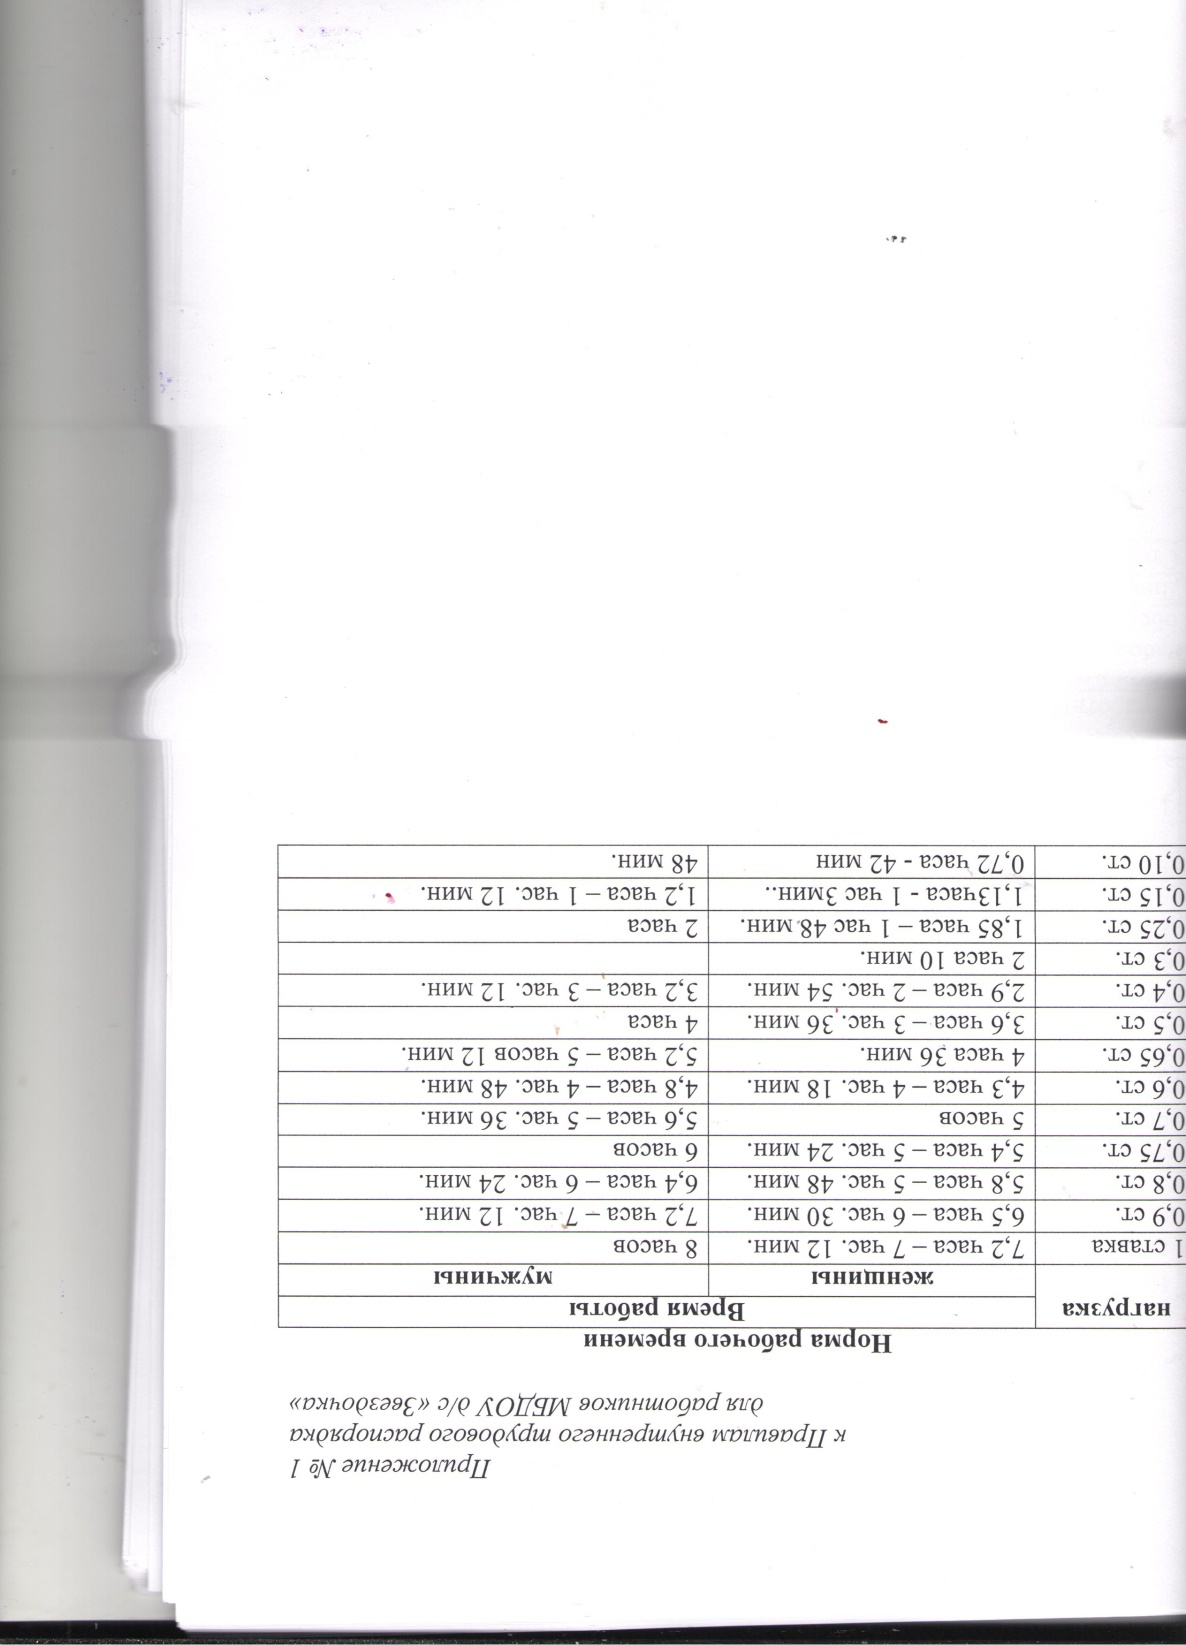 Приложение № 1
к Правилам внутреннего трудового распорядка
для работников МБДОУ д/с «Звездочка»
Норма рабочего времени
нагрузка Время работы
женщины мужчины
1 ставка 7,2 часа – 7 час. 12 мин. 8 часов
0,9 ст. 6,5 часа – 6 час. 30 мин. 7,2 часа – 7 час. 12 мин.
0,8 ст. 5,8 часа – 5 час. 48 мин. 6,4 часа – 6 час. 24 мин.
0,75 ст. 5,4 часа – 5 час. 24 мин. 6 часов
0,7 ст. 5 часов 5,6 часа – 5 час. 36 мин.
0,6 ст. 4,3 часа – 4 час. 18 мин. 4,8 часа – 4 час. 48 мин.
0,65 ст. 4 часа 36 мин. 5,2 часа – 5 часов 12 мин.
0,5 ст. 3,6 часа – 3 час. 36 мин. 4 часа
0,4 ст. 2,9 часа – 2 час. 54 мин. 3,2 часа – 3 час. 12 мин.
0,3 ст. 2 часа 10 мин.
0,25 ст. 1,85 часа – 1 час 48 мин. 2 часа
0,15 ст. 1,13часа - 1 час 3мин.. 1,2 часа – 1 час. 12 мин.
0,10 ст. 0,72 часа - 42 мин 48 мин.